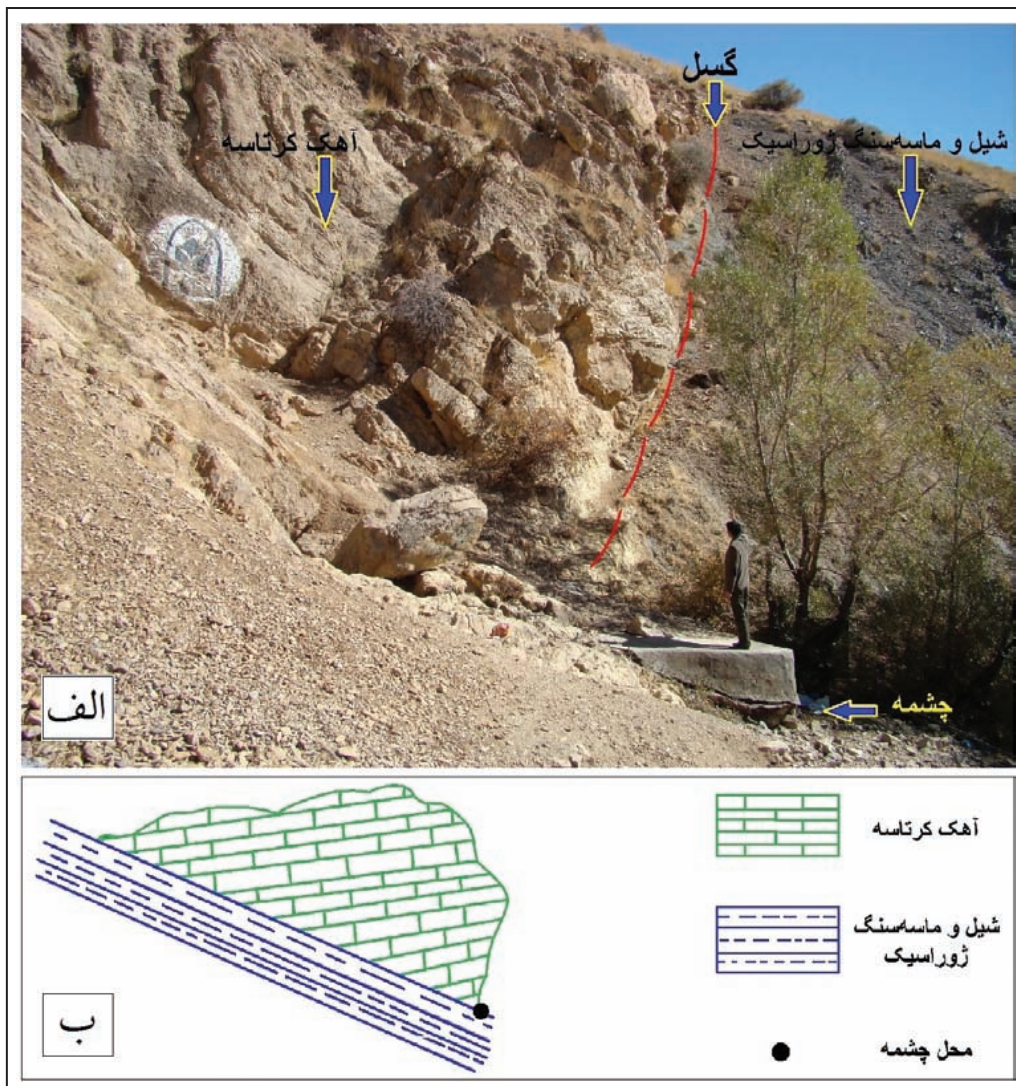 گسل
آهک کرتاسه
شیل و ماسه‌سنگ ژوراسیک
چشمه
الف
آهک کرتاسه
شیل و ماسه‌سنگ
ژوراسیک
ب
محل چشمه